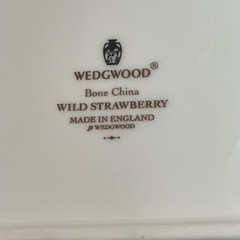 WEDGWOOD®
Bone China
WILD STRAWBERRY
MADE IN ENGLAND
© WEDGWOOD